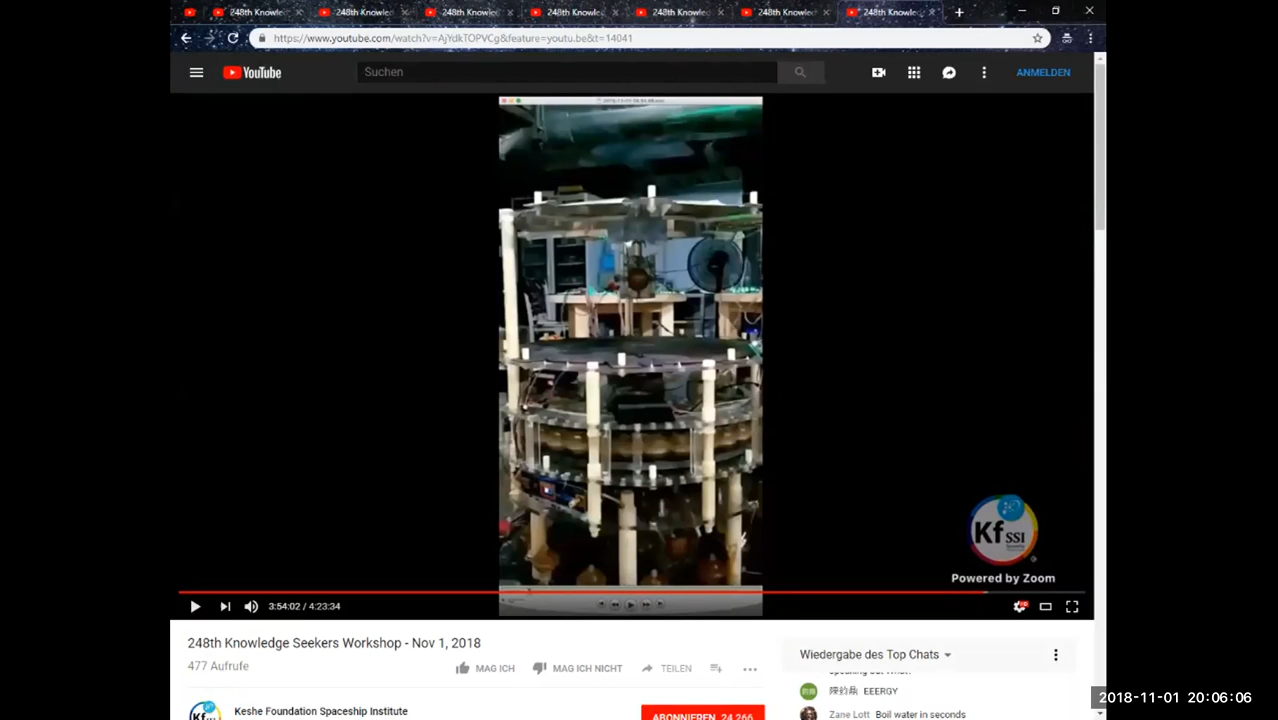 248th Knowle
248th Knowle
248th Knowle
248th Knowle
248th Knowle
248th Knowle
248th Knowle
https://www.youtube.com/watch?v=AjYdkTOPVCg&feature=youtu.be&t=14041
YouTube
Suchen
ANMELDEN
Kf SSI
Powered by Zoom
3:54:02 / 4:23:34
248th Knowledge Seekers Workshop - Nov 1, 2018
477 Aufrufe
MAG ICH
MAG ICH NICHT
TEILEN
Keshe Foundation Spaceship Institute
ABONNIEREN 24.266
Wiedergabe des Top Chats
EEERGY
Zane Lott Boil water in seconds
2018-11-01 20:06:06